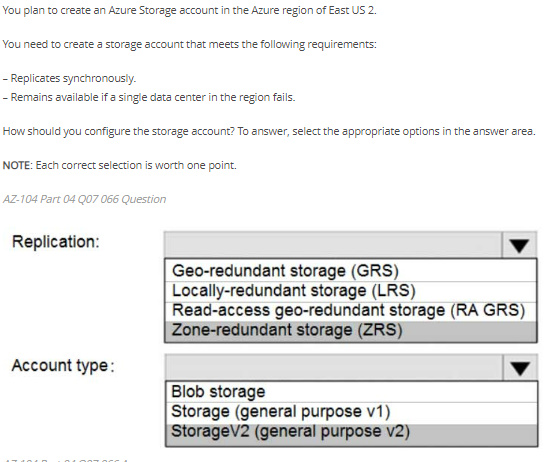 You plan to create an Azure Storage account in the Azure region of East US 2.
You need to create a storage account that meets the following requirements:
– Replicates synchronously.
– Remains available if a single data center in the region fails.
How should you configure the storage account? To answer, select the appropriate options in the answer area.
NOTE: Each correct selection is worth one point.
AZ-104 Part 04 Q07 066 Question
Replication:
Geo-redundant storage (GRS)
Locally-redundant storage (LRS)
Read-access geo-redundant storage (RA GRS)
Zone-redundant storage (ZRS)
Account type:
Blob storage
Storage (general purpose v1)
StorageV2 (general purpose v2)